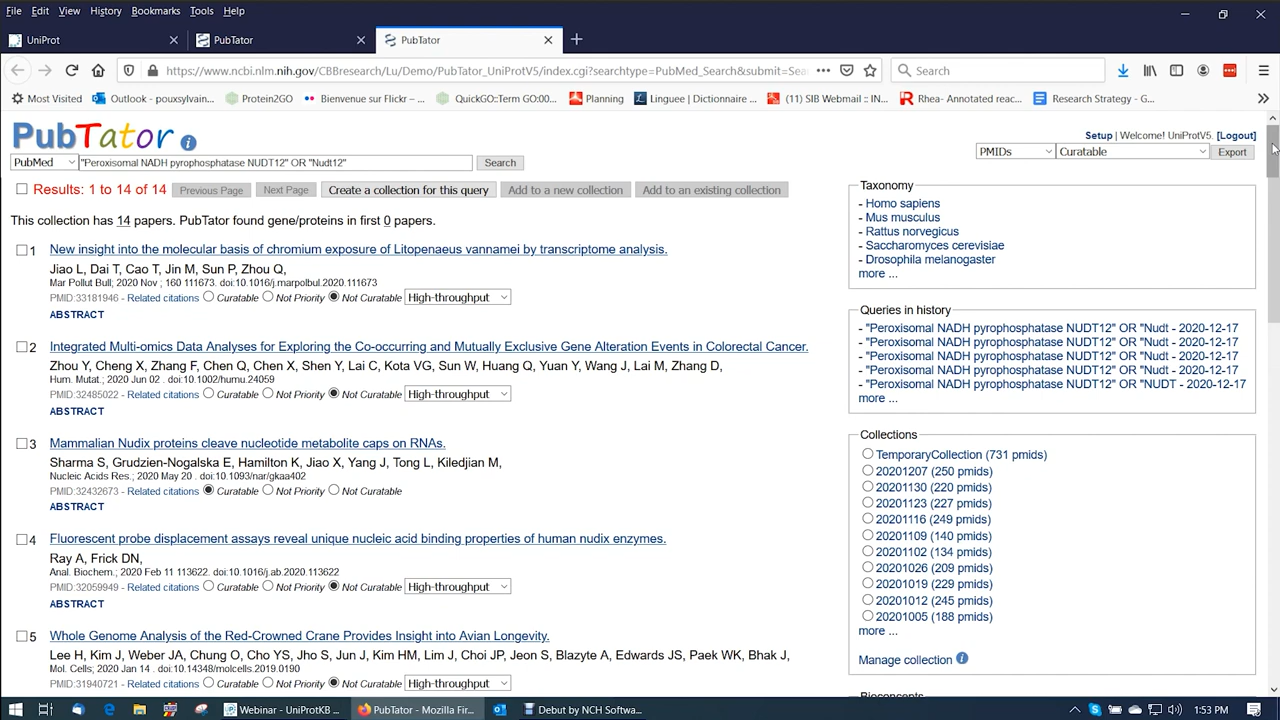 File Edit View History Bookmarks Tools Help
UniProt PubTator PubTator
https://www.ncbi.nlm.nih.gov/CBBresearch/Lu/Demo/PubTator_UniProtV5/index.cgi?searchtype=PubMed_Search&submit=Sea Search
Most Visited Outlook - pouxsylvain... Protein2GO Bienvenue sur Flickr – ... QuickGO::Term GO:00... Planning Linguee | Dictionnaire ... (11) SIB Webmail :: IN... Rhea- Annotated reac... Research Strategy - G...
PubTator
Setup | Welcome! UniProtV5. [Logout]
PubMed "Peroxisomal NADH pyrophosphatase NUDT12" OR "Nudt12" Search
PMIDs Curatable Export
Results: 1 to 14 of 14 Previous Page Next Page Create a collection for this query Add to a new collection Add to an existing collection
This collection has 14 papers. PubTator found gene/proteins in first 0 papers.
1 New insight into the molecular basis of chromium exposure of Litopenaeus vannamei by transcriptome analysis.
Jiao L, Dai T, Cao T, Jin M, Sun P, Zhou Q,
Mar Pollut Bull; 2020 Nov ; 160 111673. doi:10.1016/j.marpolbul.2020.111673
PMID:33181946 - Related citations Curatable Not Priority Not Curatable High-throughput
ABSTRACT
2 Integrated Multi-omics Data Analyses for Exploring the Co-occurring and Mutually Exclusive Gene Alteration Events in Colorectal Cancer.
Zhou Y, Cheng X, Zhang F, Chen Q, Chen X, Shen Y, Lai C, Kota VG, Sun W, Huang Q, Yuan Y, Wang J, Lai M, Zhang D,
Hum. Mutat.; 2020 Jun 02 . doi:10.1002/humu.24059
PMID:32485022 - Related citations Curatable Not Priority Not Curatable High-throughput
ABSTRACT
3 Mammalian Nudix proteins cleave nucleotide metabolite caps on RNAs.
Sharma S, Grudzien-Nogalska E, Hamilton K, Jiao X, Yang J, Tong L, Kiledjian M,
Nucleic Acids Res.; 2020 May 20 . doi:10.1093/nar/gkaa402
PMID:32432673 - Related citations Curatable Not Priority Not Curatable
ABSTRACT
4 Fluorescent probe displacement assays reveal unique nucleic acid binding properties of human nudix enzymes.
Ray A, Frick DN,
Anal. Biochem.; 2020 Feb 11 113622. doi:10.1016/j.ab.2020.113622
PMID:32059949 - Related citations Curatable Not Priority Not Curatable High-throughput
ABSTRACT
5 Whole Genome Analysis of the Red-Crowned Crane Provides Insight into Avian Longevity.
Lee H, Kim J, Weber JA, Chung O, Cho YS, Jho S, Jun J, Kim HM, Lim J, Choi JP, Jeon S, Blazyte A, Edwards JS, Paek WK, Bhak J,
Mol. Cells; 2020 Jan 14 . doi:10.14348/molcells.2019.0190
PMID:31940721 - Related citations Curatable Not Priority Not Curatable High-throughput
Taxonomy
- Homo sapiens
- Mus musculus
- Rattus norvegicus
- Saccharomyces cerevisiae
- Drosophila melanogaster
more ...
Queries in history
- "Peroxisomal NADH pyrophosphatase NUDT12" OR "Nudt - 2020-12-17
- "Peroxisomal NADH pyrophosphatase NUDT12" OR "Nudt - 2020-12-17
- "Peroxisomal NADH pyrophosphatase NUDT12" OR "Nudt - 2020-12-17
- "Peroxisomal NADH pyrophosphatase NUDT12" OR "Nudt - 2020-12-17
- "Peroxisomal NADH pyrophosphatase NUDT12" OR "NUDT - 2020-12-17
more ...
Collections
TemporaryCollection (731 pmids)
20201207 (250 pmids)
20201130 (220 pmids)
20201123 (227 pmids)
20201116 (249 pmids)
20201109 (140 pmids)
20201102 (134 pmids)
20201026 (209 pmids)
20201019 (229 pmids)
20201012 (245 pmids)
20201005 (188 pmids)
more ...
Manage collection
Bioconcepts
Webinar - UniProtKB ... PubTator - Mozilla Fir... Debut by NCH Softwa... 1:53 PM